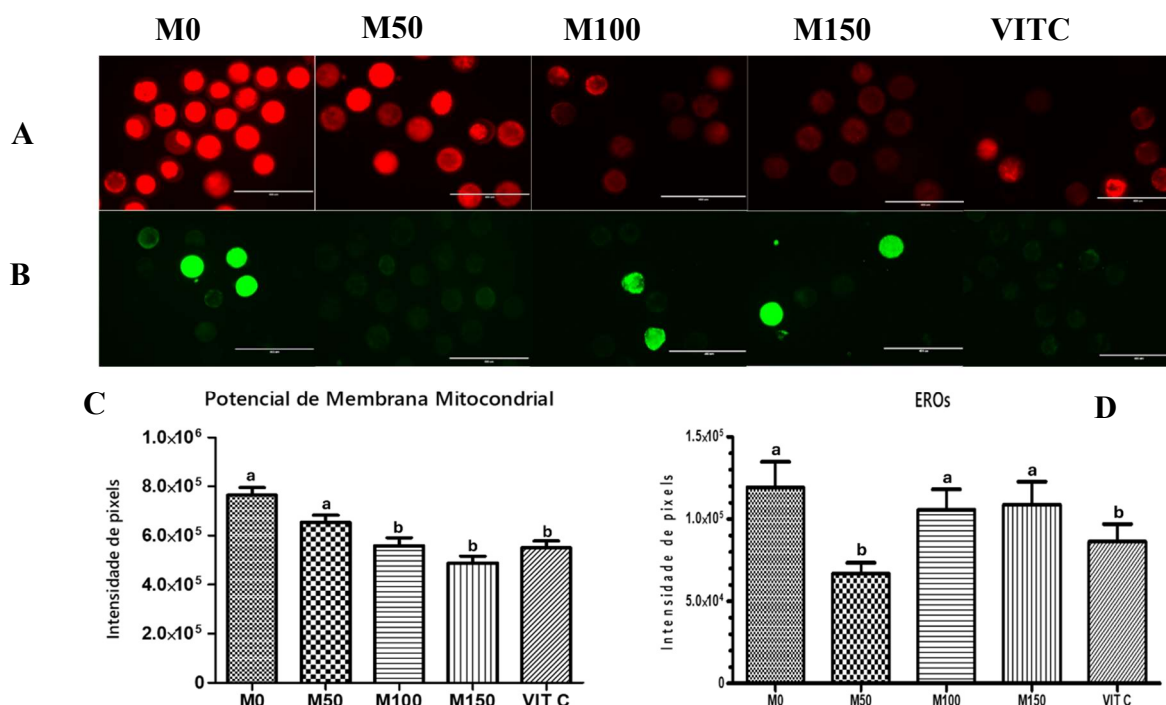 M0 M50 M100 M150 VITC
A
B
C Potencial de Membrana Mitocondrial
Intensidade de pixels
1.0×10⁶
8.0×10⁵
6.0×10⁵
4.0×10⁵
2.0×10⁵
0
a a b b b
M0 M50 M100 M150 VIT C
EROs D
Intensidade de pixels
1.5×10⁵
1.0×10⁵
5.0×10⁴
0
a b a a b
M0 M50 M100 M150 VIT C